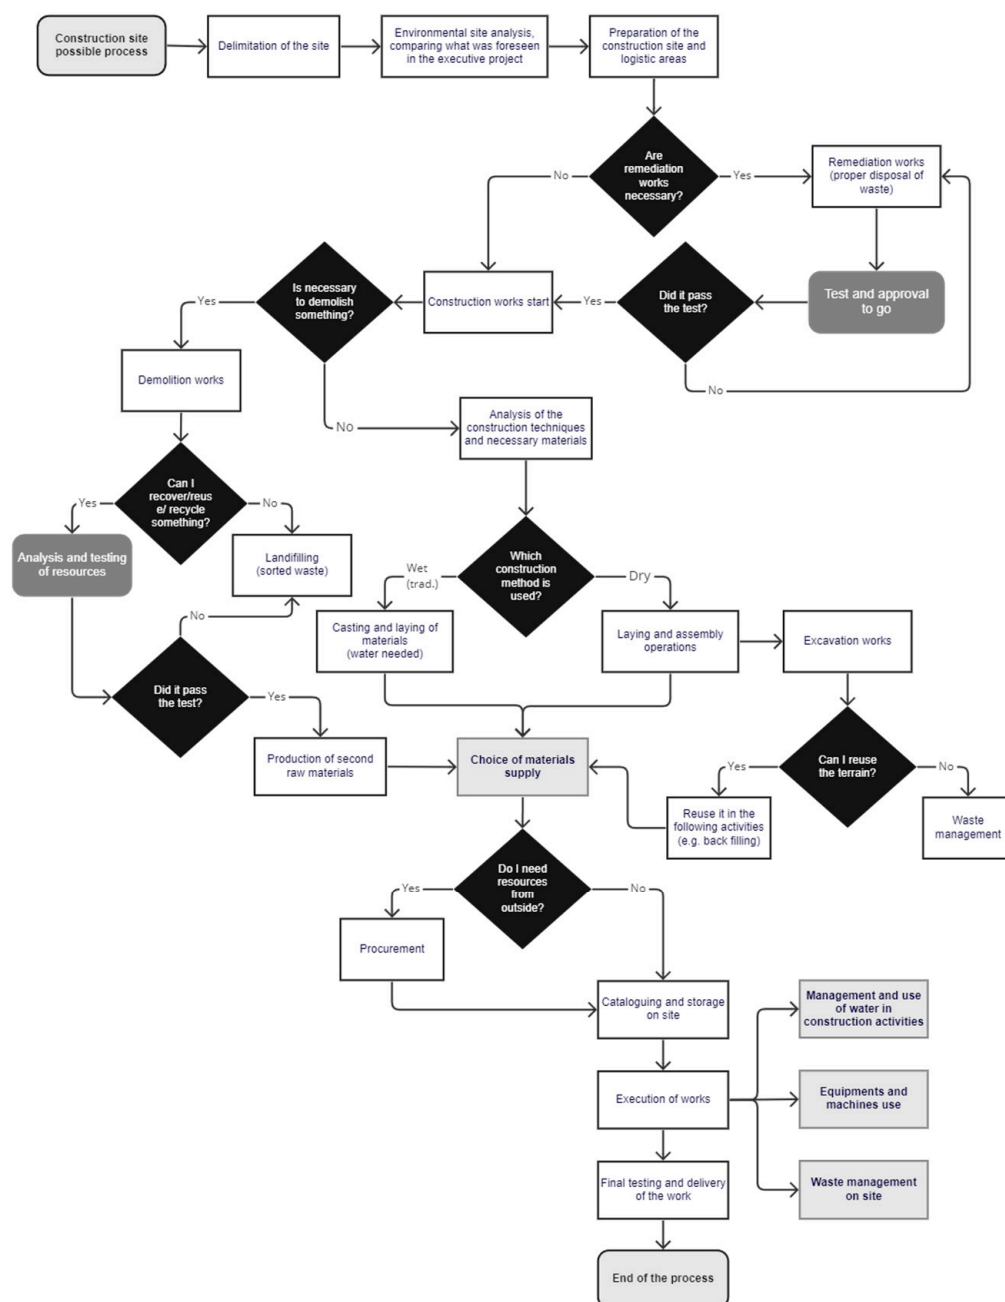 Construction site
possible process
Delimitation of the site
Environmental site analysis,
comparing what was foreseen
in the executive project
Preparation of the
construction site and
logistic areas
Are
remediation
works
necessary?
No
Yes
Remediation works
(proper disposal of
waste)
Is necessary
to demolish
something?
Yes
Construction works start
Yes
Did it pass
the test?
Test and approval
to go
No
Demolition works
No
Analysis of the
construction techniques
and necessary materials
Can I
recover/reus
e/ recycle
something?
Yes
No
Analysis and testing
of resources
Landfilling
(sorted waste)
Which
construction
method is
used?
Wet
(trad.)
Dry
No
Casting and laying of
materials
(water needed)
Laying and assembly
operations
Excavation works
Did it pass
the test?
Yes
Production of second
raw materials
Choice of materials
supply
Can I reuse
the terrain?
Yes
No
Reuse it in the
following activities
(e.g. back filling)
Waste
management
Do I need
resources
from
outside?
Yes
No
Procurement
Cataloguing and storage
on site
Management and use
of water in
construction activities
Execution of works
Equipments and
machines use
Final testing and delivery
of the work
Waste management
on site
End of the process